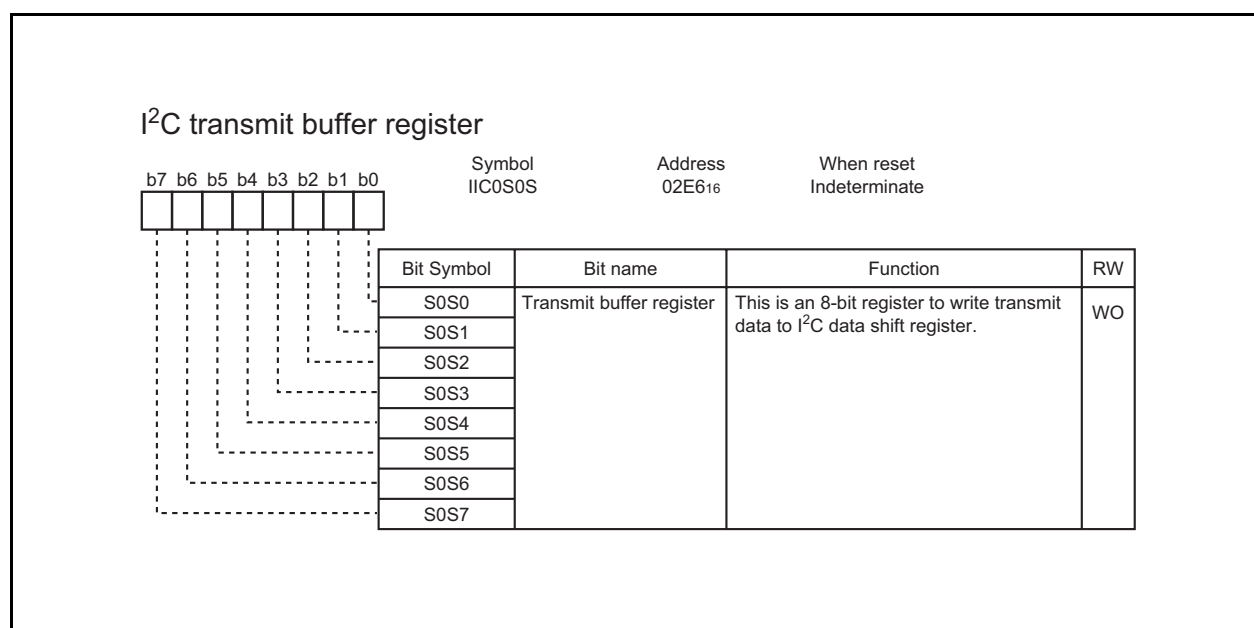 I²C transmit buffer register
Symbol Address When reset
b7 b6 b5 b4 b3 b2 b1 b0
IIC0S0S 02E6₁₆ Indeterminate
Bit Symbol Bit name Function RW
S0S0 Transmit buffer register This is an 8-bit register to write transmit WO
S0S1 data to I²C data shift register.
S0S2
S0S3
S0S4
S0S5
S0S6
S0S7